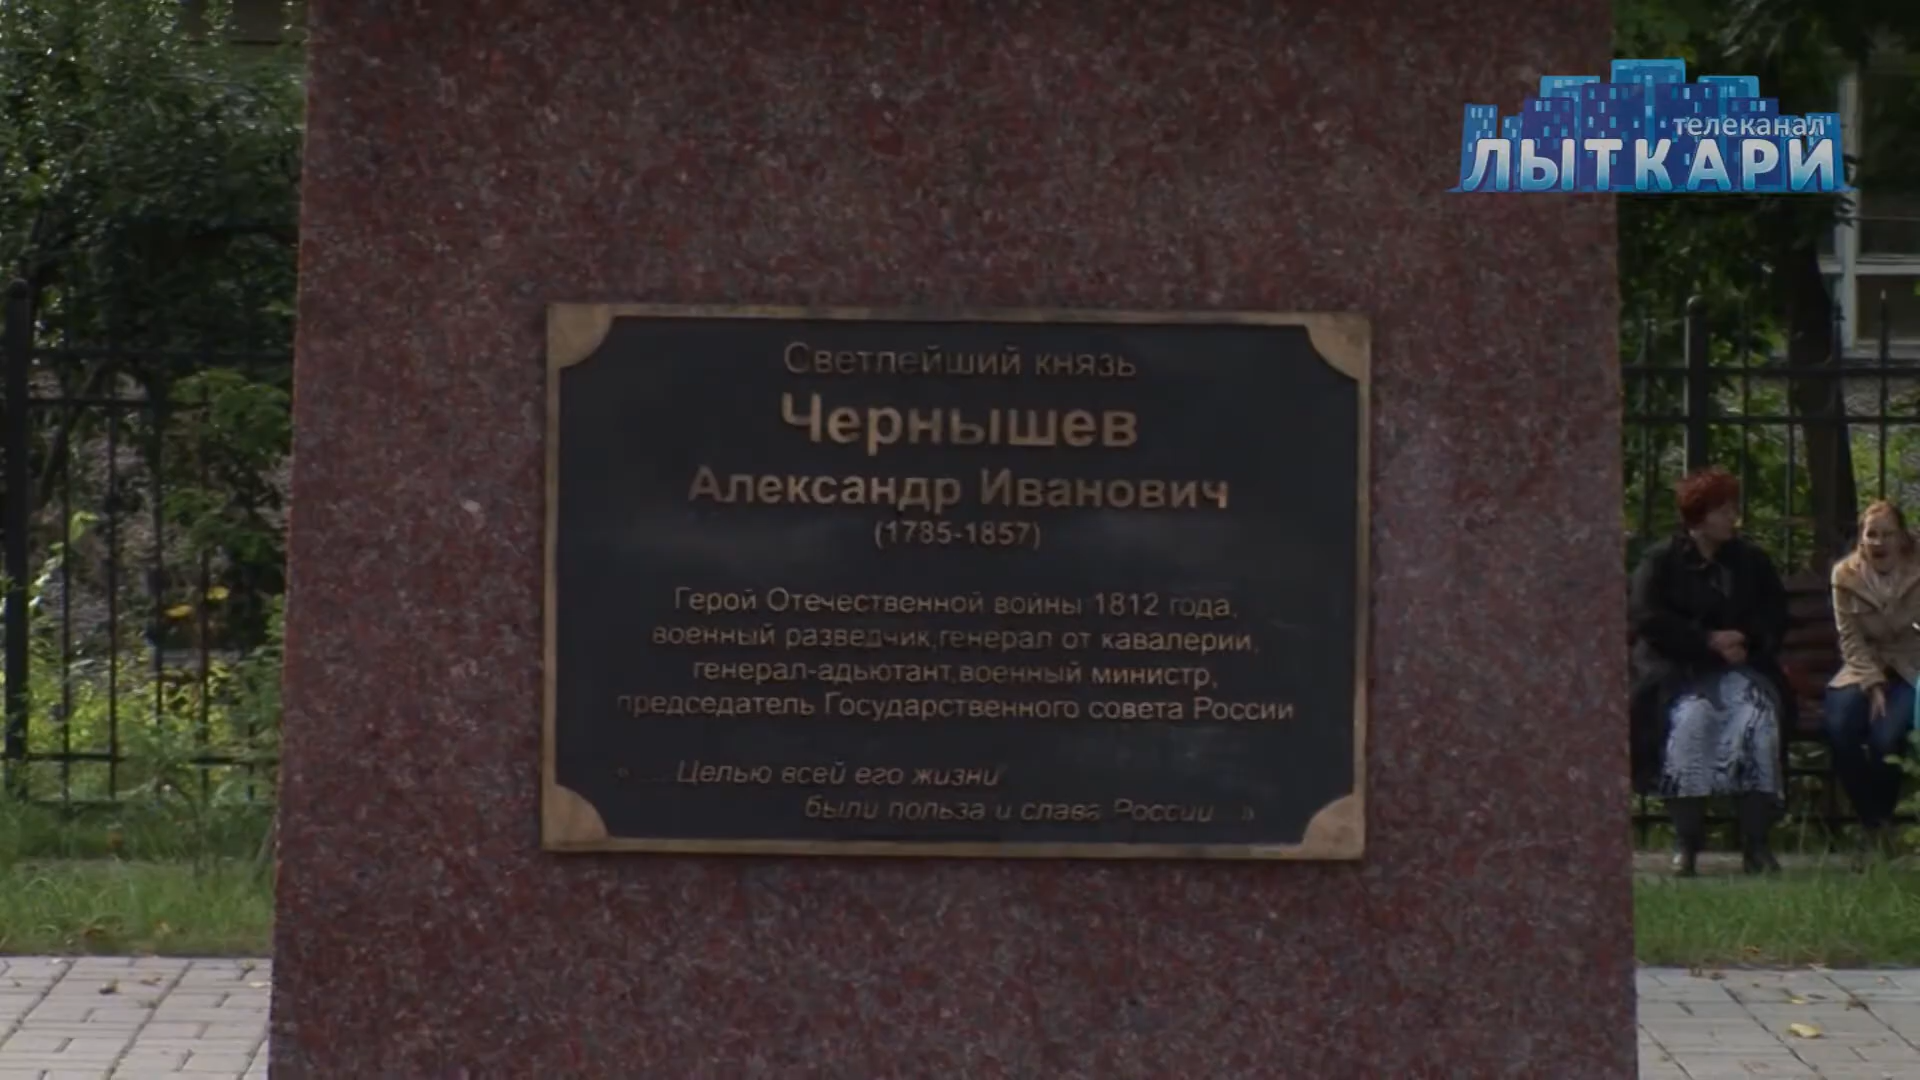 телеканал
ЛЫТКАРИ
Светлейший князь
Чернышев
Александр Иванович
(1785-1857)
Герой Отечественной войны 1812 года,
военный разведчик, генерал от кавалерии,
генерал-адьютант, военный министр,
председатель Государственного совета России
«... Целью всей его жизни
были польза и слава России ...»